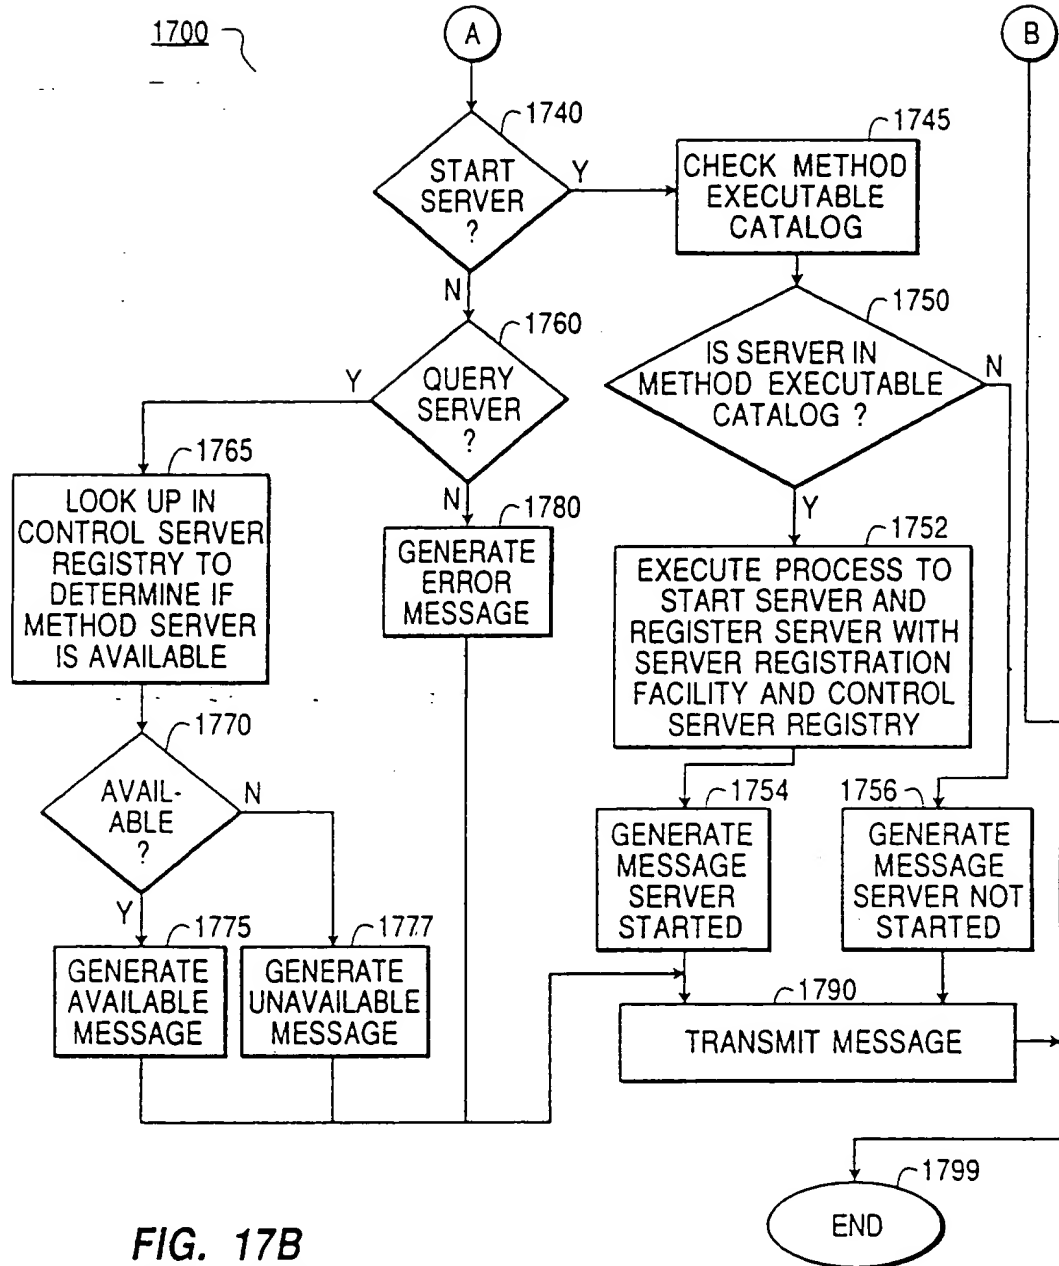 1700
A
B
1740
START
SERVER
?
Y
N
1745
CHECK METHOD
EXECUTABLE
CATALOG
1750
IS SERVER IN
METHOD EXECUTABLE
CATALOG ?
N
Y
1760
QUERY
SERVER
?
Y
N
1765
LOOK UP IN
CONTROL SERVER
REGISTRY TO
DETERMINE IF
METHOD SERVER
IS AVAILABLE
1780
GENERATE
ERROR
MESSAGE
1752
EXECUTE PROCESS TO
START SERVER AND
REGISTER SERVER WITH
SERVER REGISTRATION
FACILITY AND CONTROL
SERVER REGISTRY
1770
AVAIL-
ABLE
?
N
Y
1754
GENERATE
MESSAGE
SERVER
STARTED
1756
GENERATE
MESSAGE
SERVER NOT
STARTED
1775
GENERATE
AVAILABLE
MESSAGE
1777
GENERATE
UNAVAILABLE
MESSAGE
1790
TRANSMIT MESSAGE
1799
END
FIG. 17B